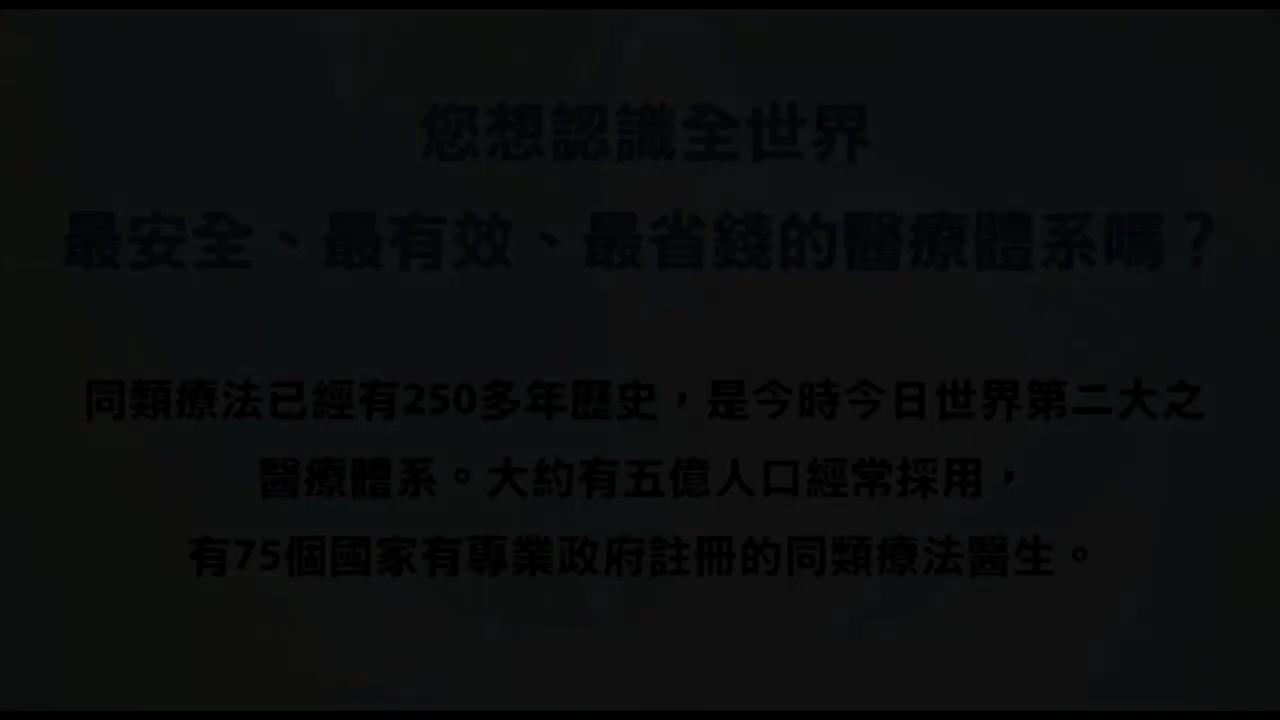 您想認識全世界
最安全、最有效、最省錢的醫療體系嗎？
同類療法已經有250多年歷史，是今時今日世界第二大之
醫療體系。大約有五億人口經常採用，
有75個國家有專業政府註冊的同類療法醫生。